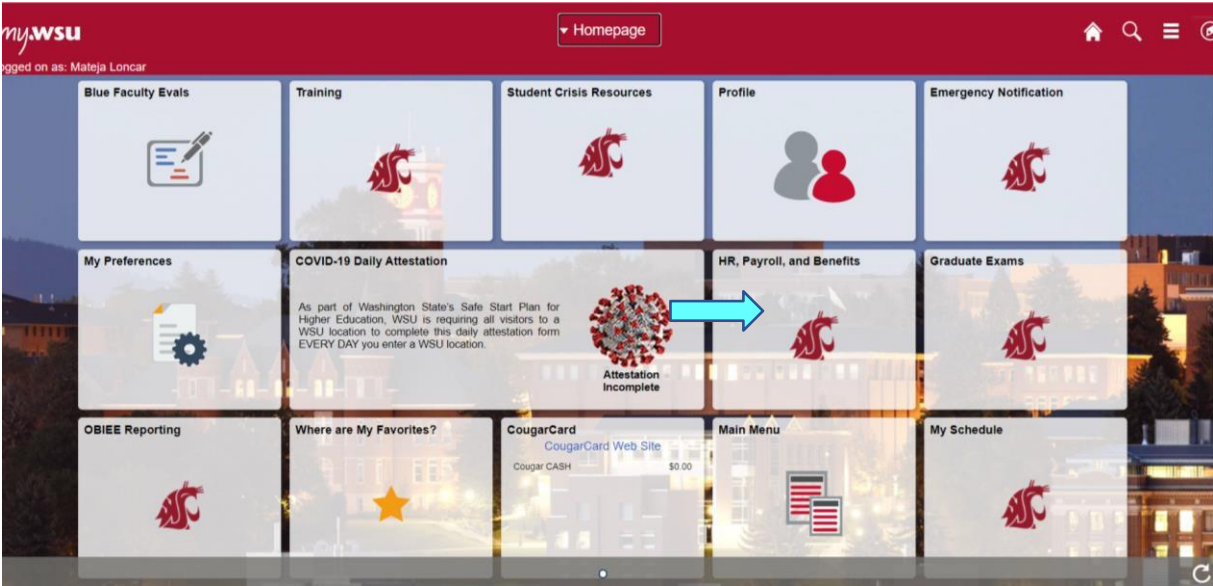 my.wsu
Homepage
ogged on as: Mateja Loncar
Blue Faculty Evals
Training
Student Crisis Resources
Profile
Emergency Notification
My Preferences
COVID-19 Daily Attestation
As part of Washington State's Safe Start Plan for
Higher Education, WSU is requiring all visitors to a
WSU location to complete this daily attestation form
EVERY DAY you enter a WSU location.
Attestation
Incomplete
HR, Payroll, and Benefits
Graduate Exams
OBIEE Reporting
Where are My Favorites?
CougarCard
CougarCard Web Site
Cougar CASH $0.00
Main Menu
My Schedule